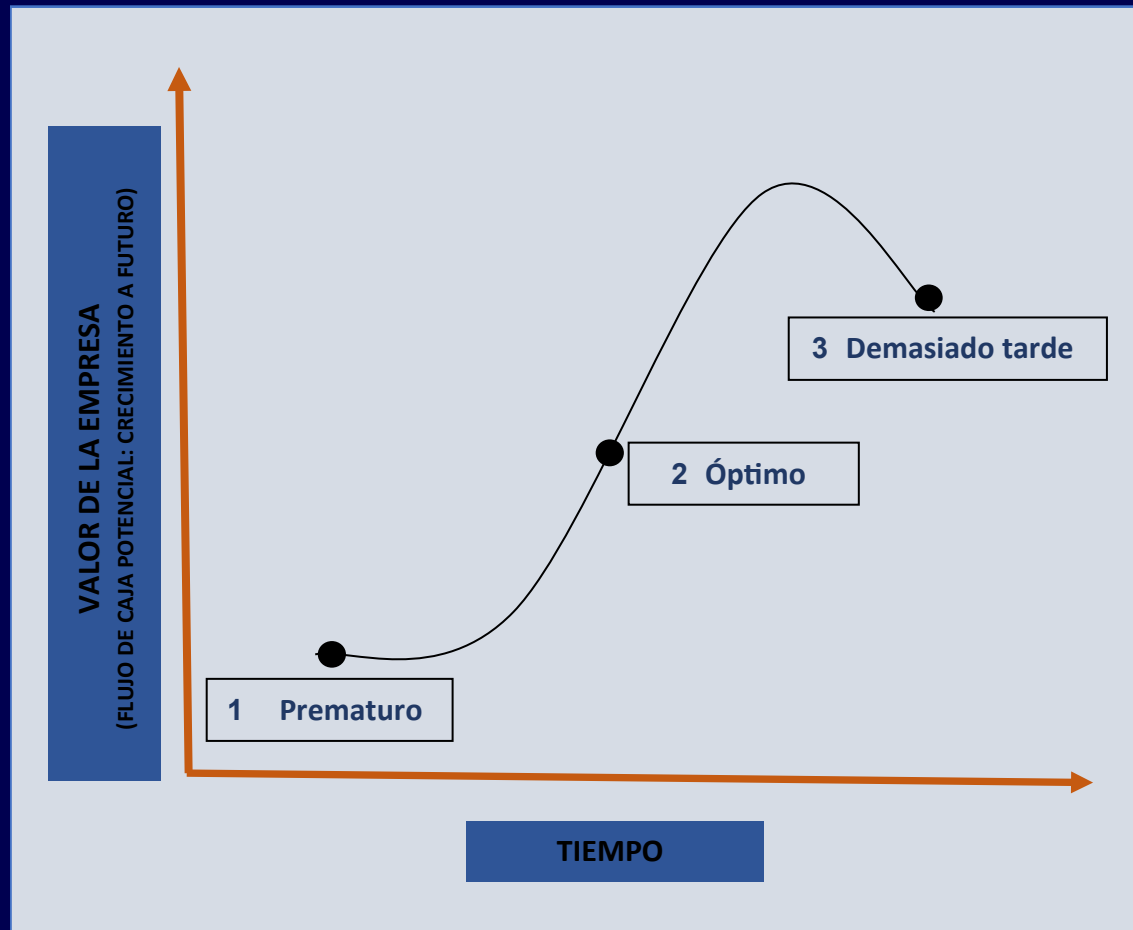 VALOR DE LA EMPRESA
(FLUJO DE CAJA POTENCIAL: CRECIMIENTO A FUTURO)
3 Demasiado tarde
2 Óptimo
1 Prematuro
TIEMPO